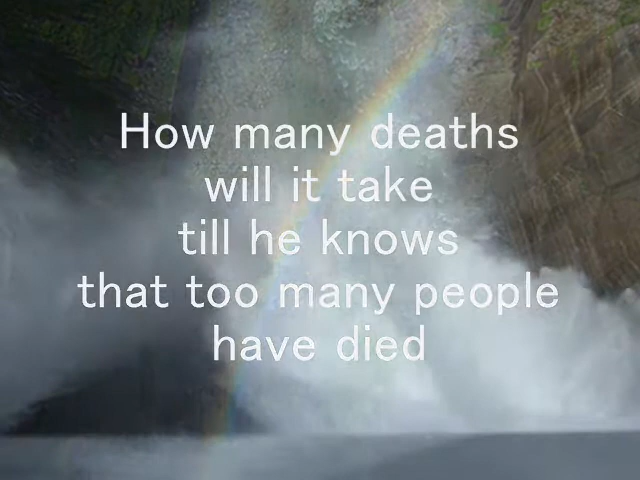 How many deaths
will it take
till he knows
that too many people
have died